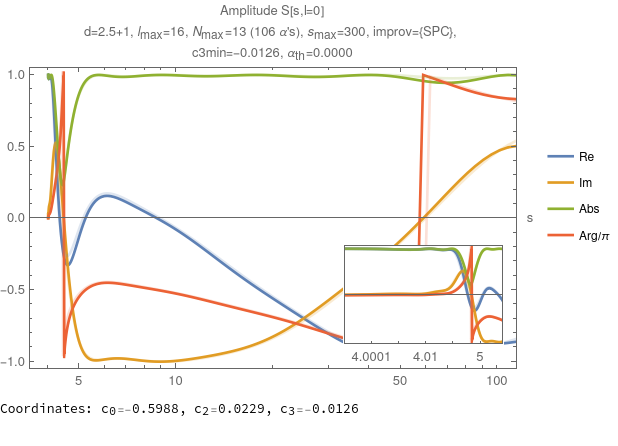 Amplitude S[s,l=0]
d=2.5+1, lmax=16, Nmax=13 (106 α's), smax=300, improv={SPC},
c3min=-0.0126, αth=0.0000
1.0
0.5
0.0
-0.5
-1.0
5
10
50
100
s
4.0001
4.01
5
Re
Im
Abs
Arg/π
Coordinates: c0=-0.5988, c2=0.0229, c3=-0.0126